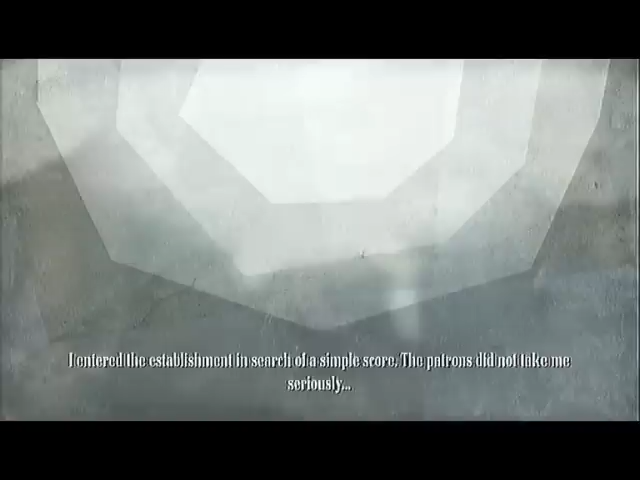 I entered the establishment in search of a simple score. The patrons did not take me
seriously...